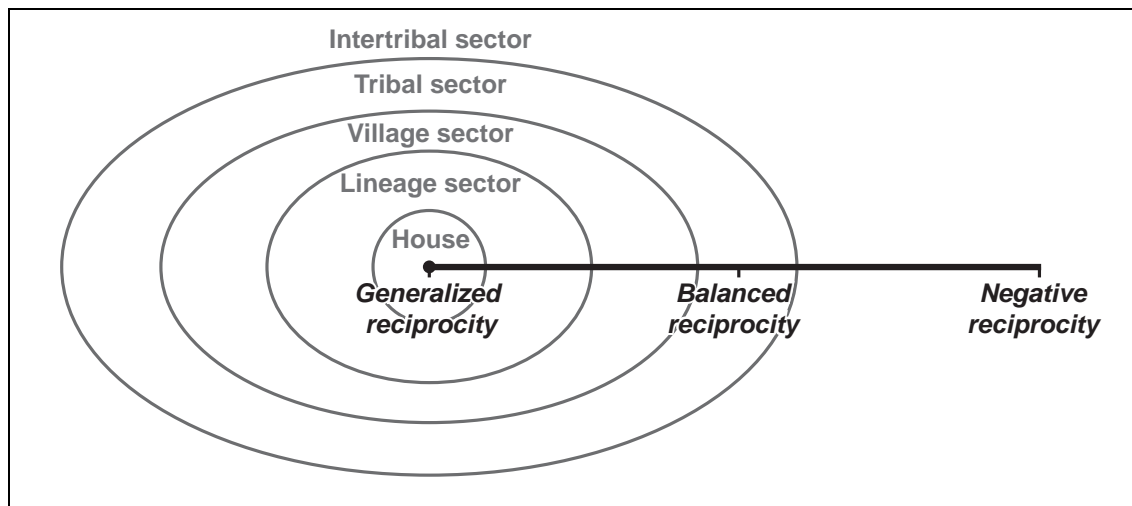 Intertribal sector
Tribal sector
Village sector
Lineage sector
House
Generalized
reciprocity
Balanced
reciprocity
Negative
reciprocity